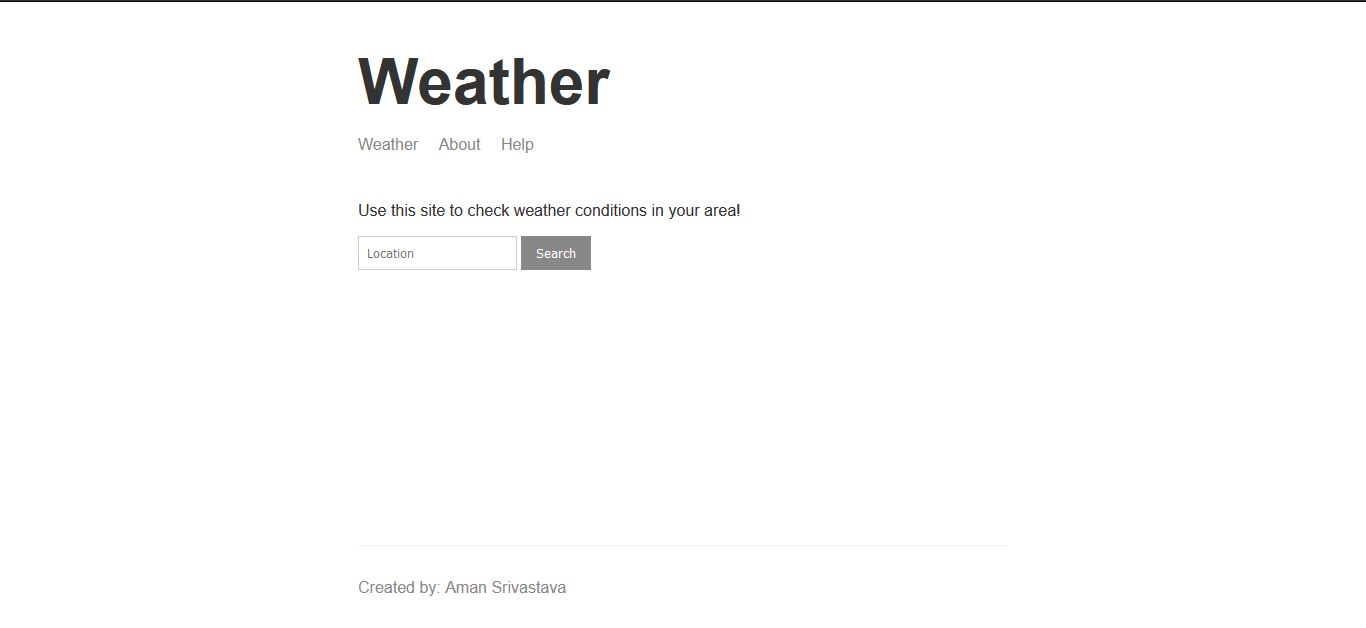 Weather
Weather About Help
Use this site to check weather conditions in your area!
Location Search
Created by: Aman Srivastava